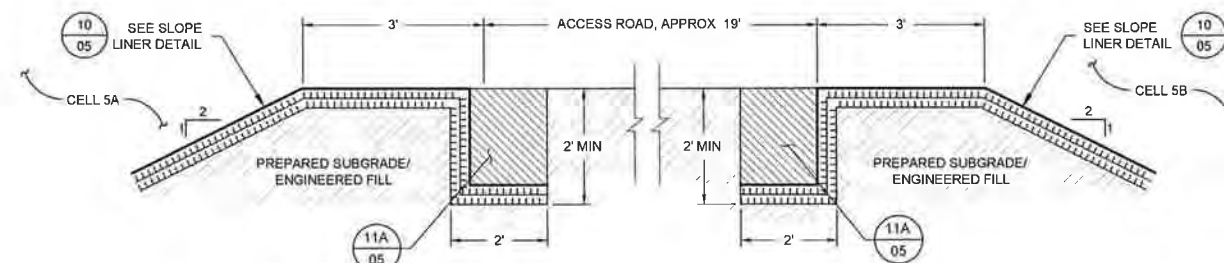 10
05
SEE SLOPE
LINER DETAIL
3'
ACCESS ROAD, APPROX 19'
3'
SEE SLOPE
LINER DETAIL
10
05
CELL 5A
CELL 5B
2
1
2
1
2' MIN
2' MIN
PREPARED SUBGRADE/
ENGINEERED FILL
PREPARED SUBGRADE/
ENGINEERED FILL
11A
05
2'
2'
11A
05